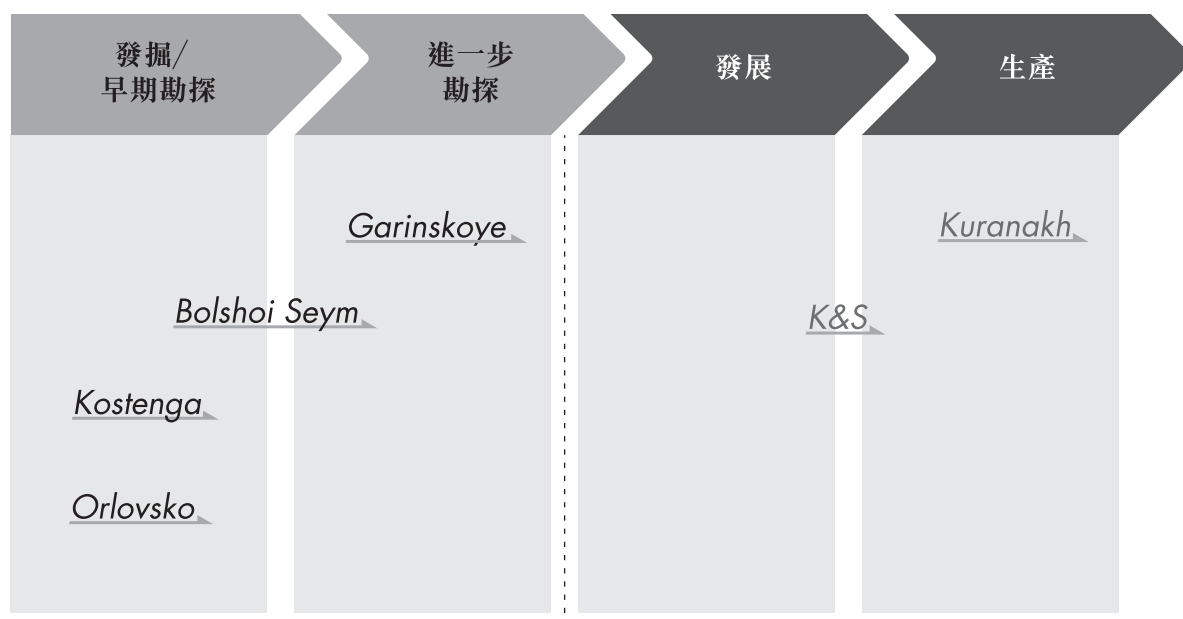 發掘/
早期勘探
進一步
勘探
發展
生產
Garinskoye
Kuranakh
Bolshoi Seym
K&S
Kostenga
Orlovsko